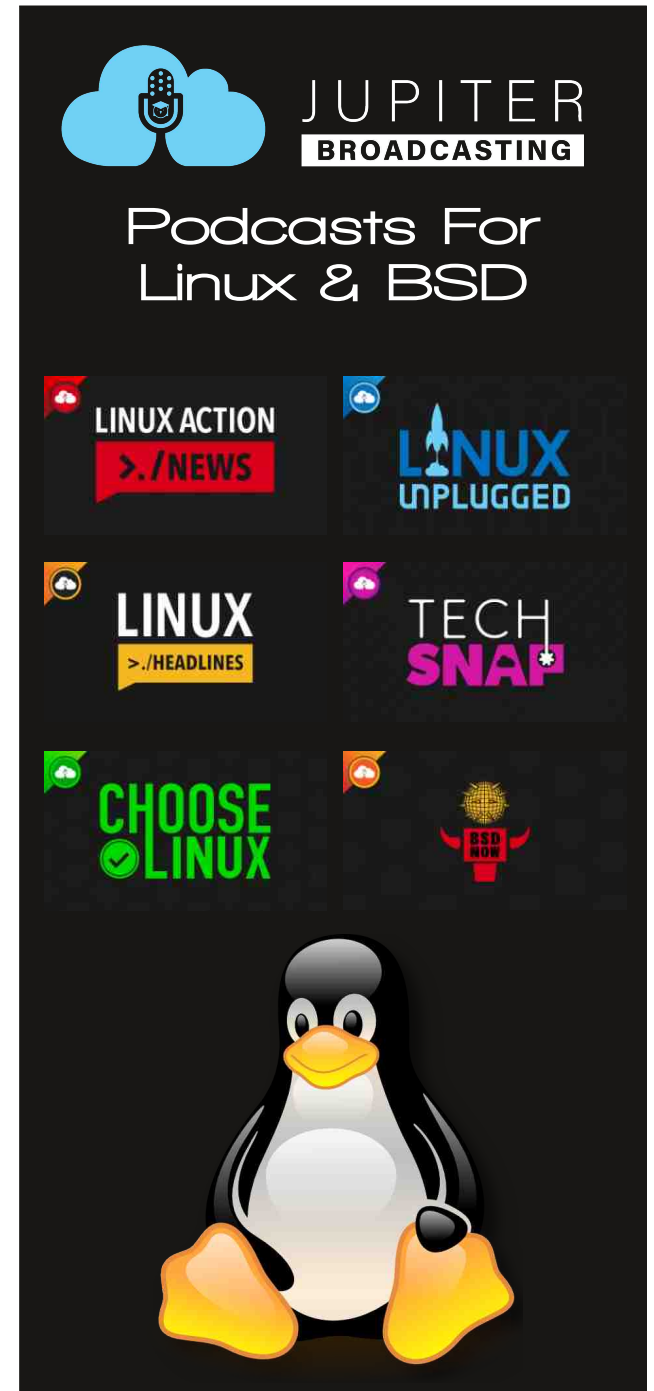 JUPITER
BROADCASTING
Podcasts For
Linux & BSD
LINUX ACTION
>./NEWS
LINUX
UNPLUGGED
LINUX
>./HEADLINES
TECH
SNAP
CHOOSE
LINUX
BSD
NOW